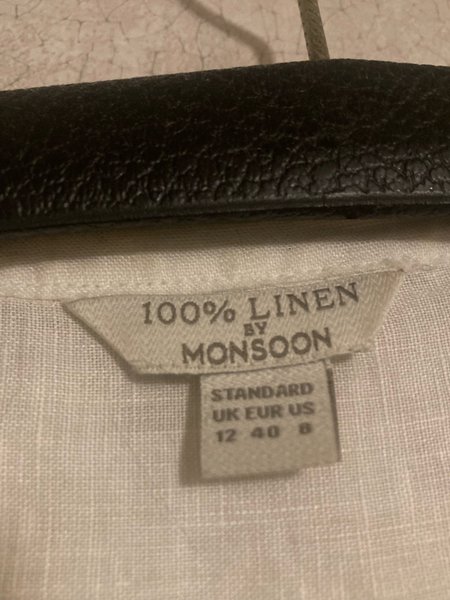 100% LINEN
BY
MONSOON
STANDARD
UK EUR US
12 40 8